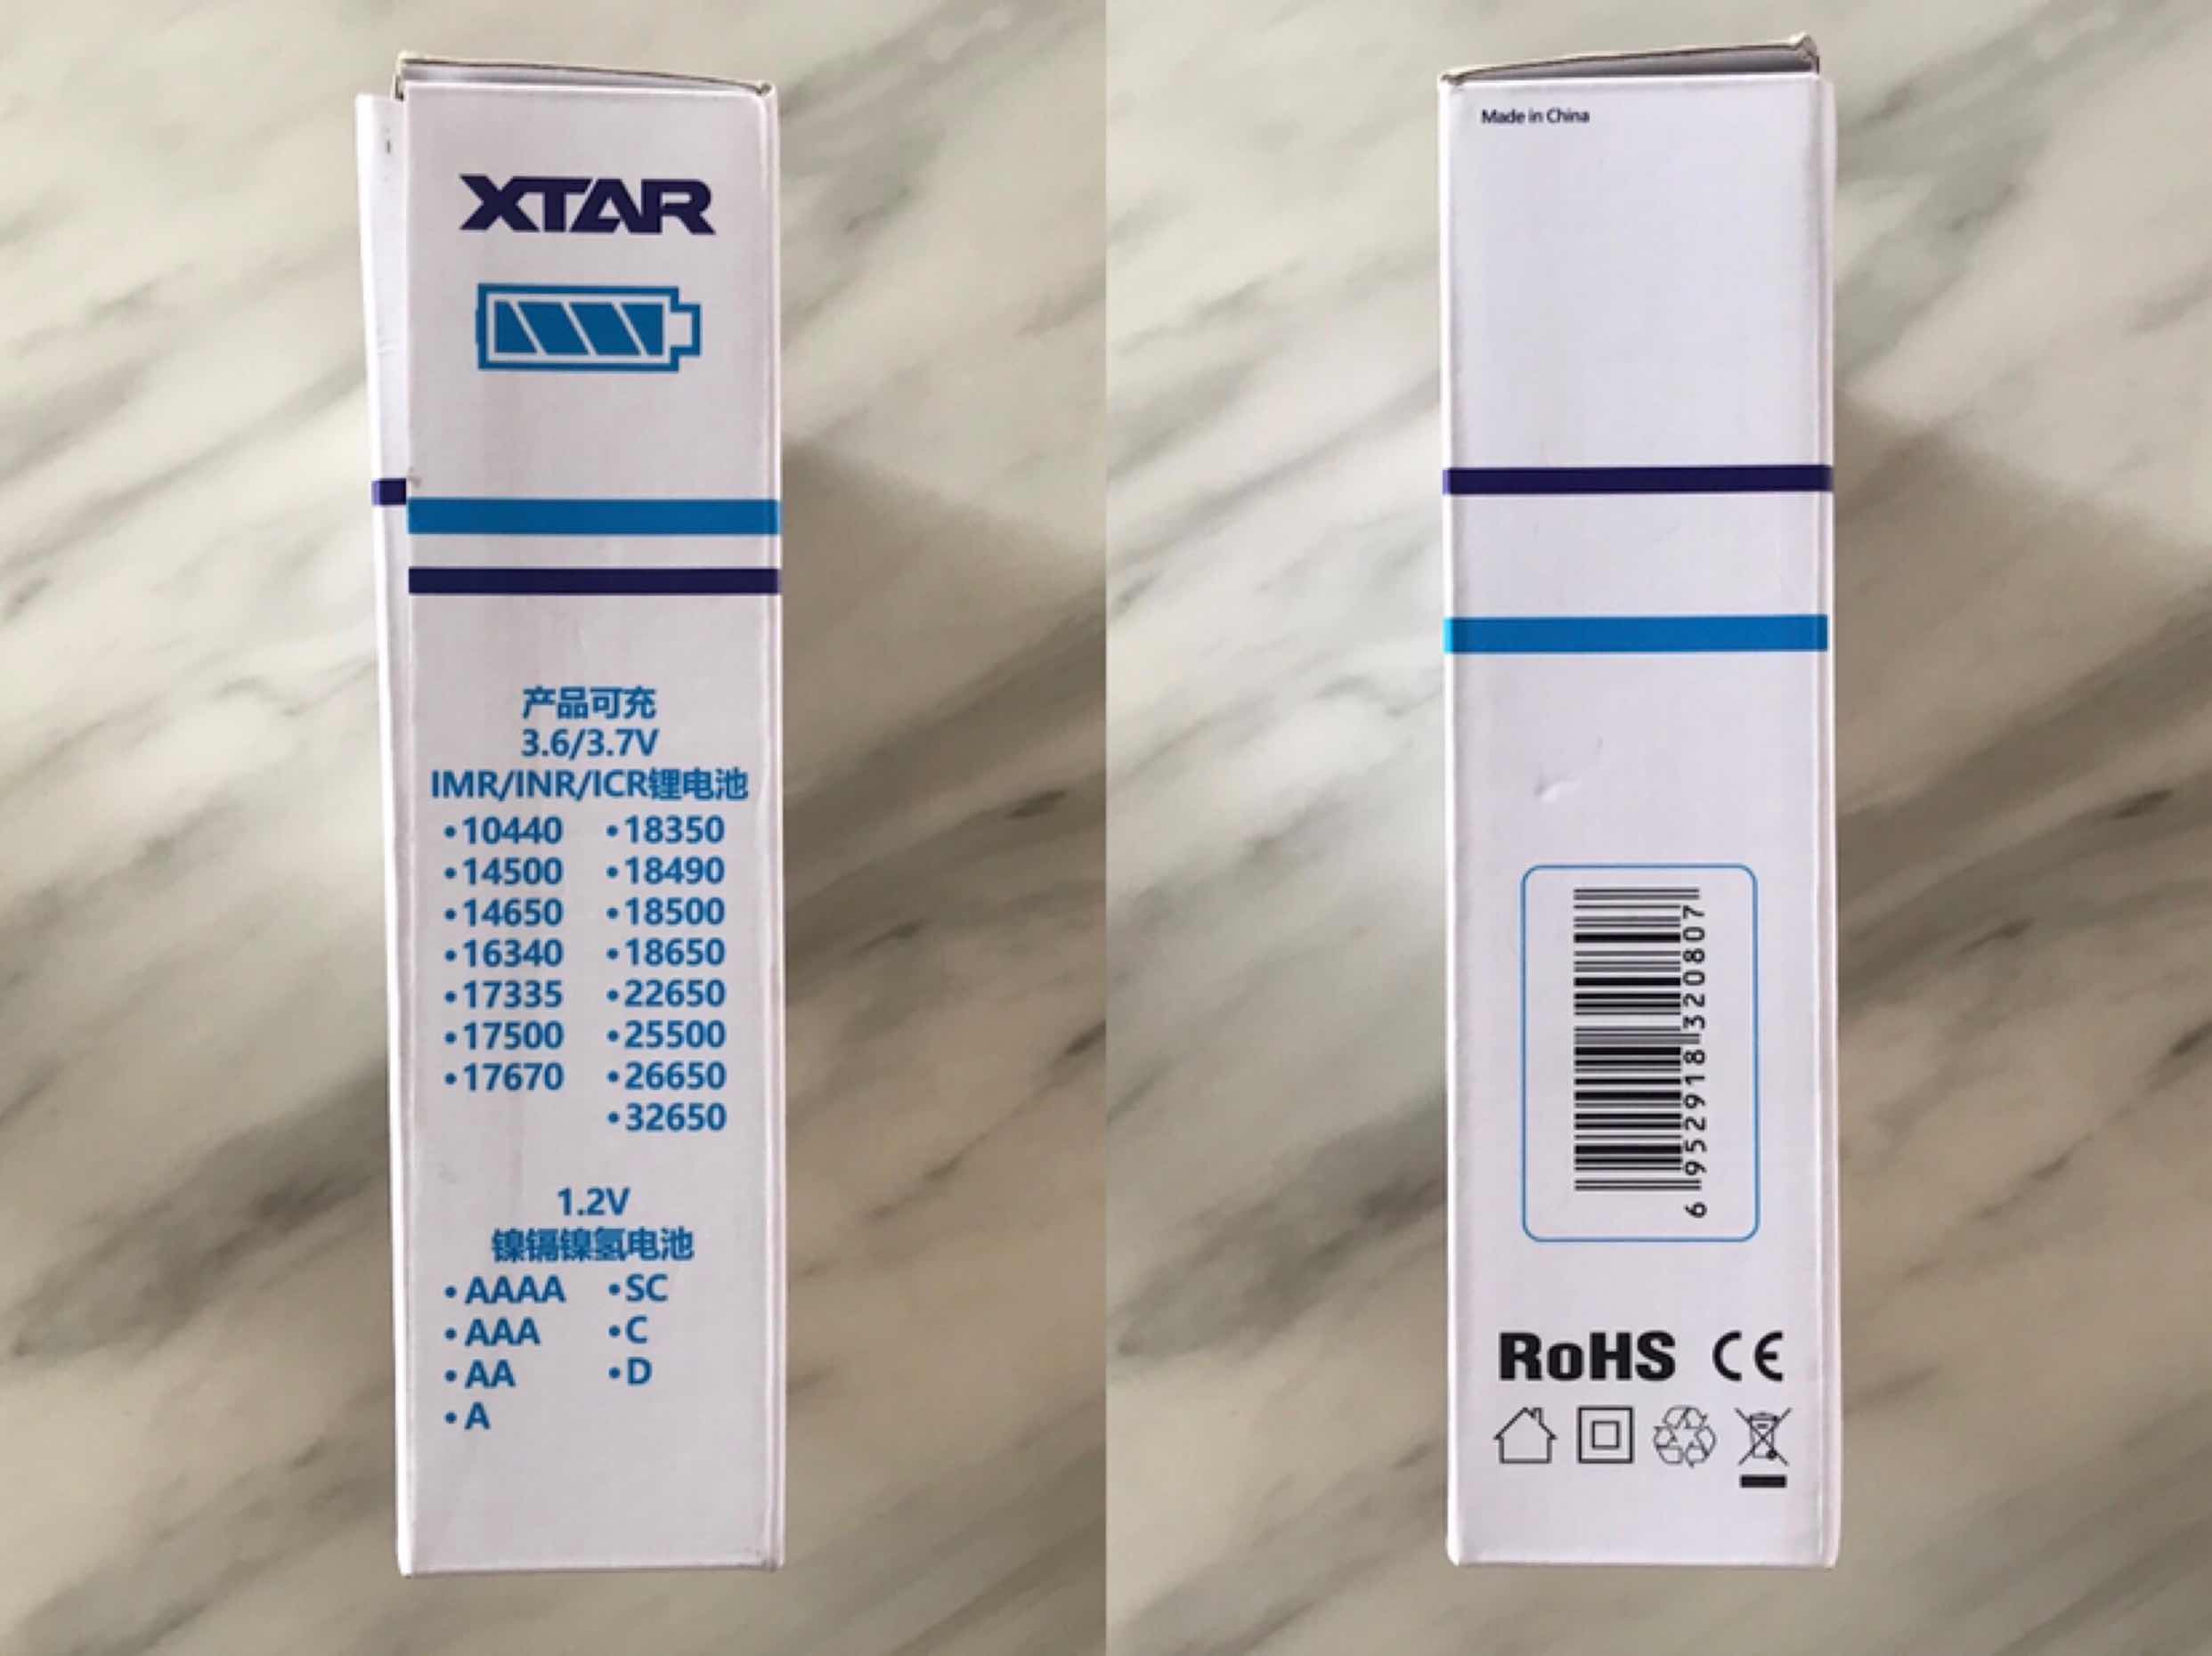 XTAR
产品可充
3.6/3.7V
IMR/INR/ICR锂电池
•10440 •18350
•14500 •18490
•14650 •18500
•16340 •18650
•17335 •22650
•17500 •25500
•17670 •26650
•32650
1.2V
镍镉镍氢电池
•AAAA •SC
•AAA •C
•AA •D
•A
Made in China
6 952918 320807
RoHS CE